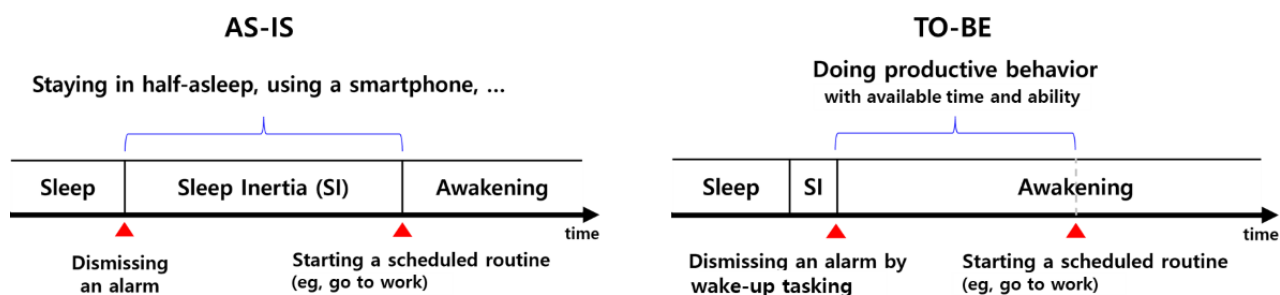 AS-IS
Staying in half-asleep, using a smartphone, ...
Sleep
Sleep Inertia (SI)
Awakening
time
Dismissing
an alarm
Starting a scheduled routine
(eg, go to work)
TO-BE
Doing productive behavior
with available time and ability
Sleep
SI
Awakening
time
Dismissing an alarm by
wake-up tasking
Starting a scheduled routine
(eg, go to work)